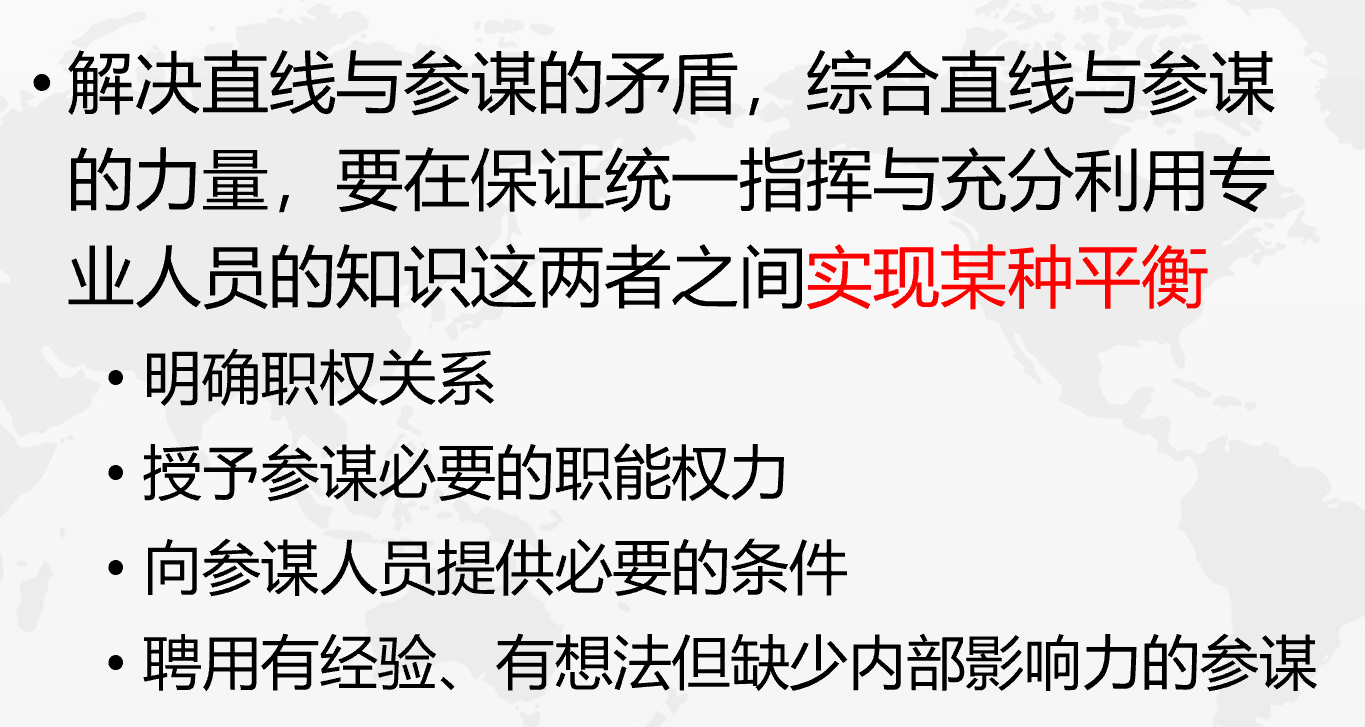 • 解决直线与参谋的矛盾，综合直线与参谋
的力量，要在保证统一指挥与充分利用专
业人员的知识这两者之间实现某种平衡
• 明确职权关系
• 授予参谋必要的职能权力
• 向参谋人员提供必要的条件
• 聘用有经验、有想法但缺少内部影响力的参谋